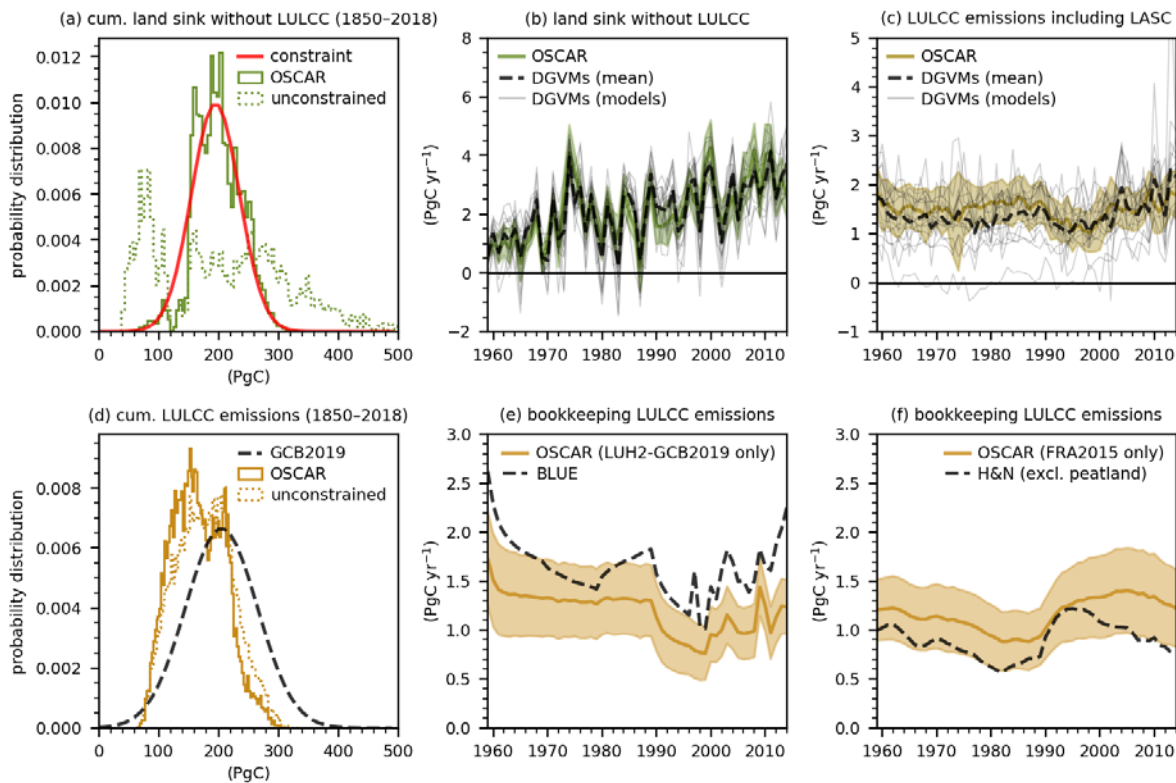 (a) cum. land sink without LULCC (1850–2018)
constraint
OSCAR
unconstrained
probability distribution
0.012
0.010
0.008
0.006
0.004
0.002
0.000
0 100 200 300 400 500
(PgC)
(b) land sink without LULCC
OSCAR
DGVMs (mean)
DGVMs (models)
(PgC yr⁻¹)
8
6
4
2
0
−2
1960 1970 1980 1990 2000 2010
(c) LULCC emissions including LASC
OSCAR
DGVMs (mean)
DGVMs (models)
(PgC yr⁻¹)
5
4
3
2
1
0
−1
1960 1970 1980 1990 2000 2010
(d) cum. LULCC emissions (1850–2018)
GCB2019
OSCAR
unconstrained
probability distribution
0.008
0.006
0.004
0.002
0.000
0 100 200 300 400 500
(PgC)
(e) bookkeeping LULCC emissions
OSCAR (LUH2-GCB2019 only)
BLUE
(PgC yr⁻¹)
3.0
2.5
2.0
1.5
1.0
0.5
0.0
1960 1970 1980 1990 2000 2010
(f) bookkeeping LULCC emissions
OSCAR (FRA2015 only)
H&N (excl. peatland)
(PgC yr⁻¹)
3.0
2.5
2.0
1.5
1.0
0.5
0.0
1960 1970 1980 1990 2000 2010